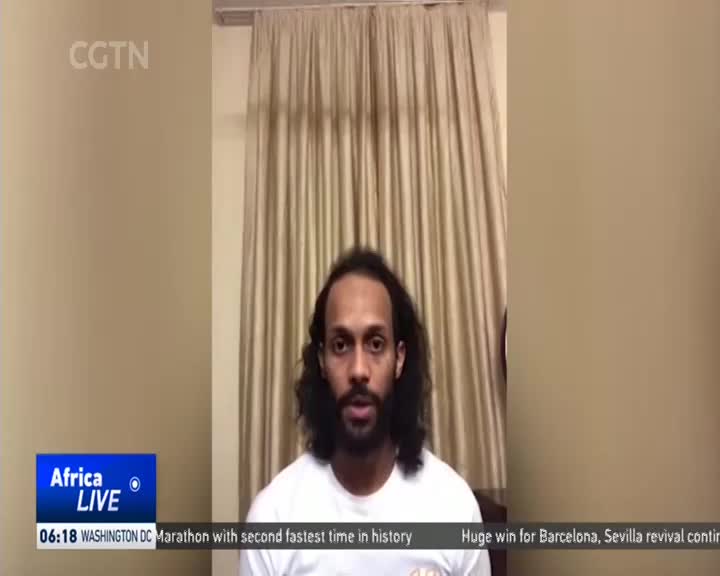 CGTN
Africa
LIVE
06:18 WASHINGTON DC
Marathon with second fastest time in history Huge win for Barcelona, Sevilla revival